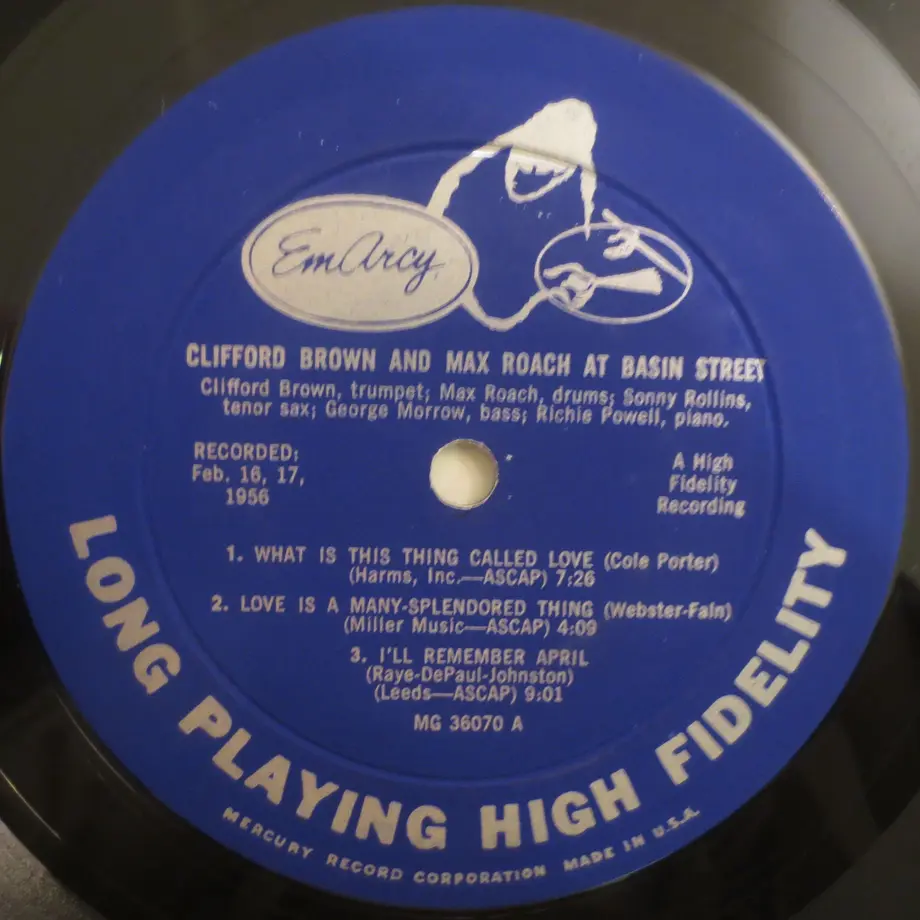 EmArcy
CLIFFORD BROWN AND MAX ROACH AT BASIN STREET
Clifford Brown, trumpet; Max Roach, drums; Sonny Rollins,
tenor sax; George Morrow, bass; Richie Powell, piano.
RECORDED:
Feb. 16, 17,
1956
A High
Fidelity
Recording
1. WHAT IS THIS THING CALLED LOVE (Cole Porter)
(Harms, Inc.—ASCAP) 7:26
2. LOVE IS A MANY-SPLENDORED THING (Webster-Fain)
(Miller Music—ASCAP) 4:09
3. I'LL REMEMBER APRIL
(Raye-DePaul-Johnston)
(Leeds—ASCAP) 9:01
MG 36070 A
LONG PLAYING HIGH FIDELITY
MERCURY RECORD CORPORATION MADE IN U.S.A.